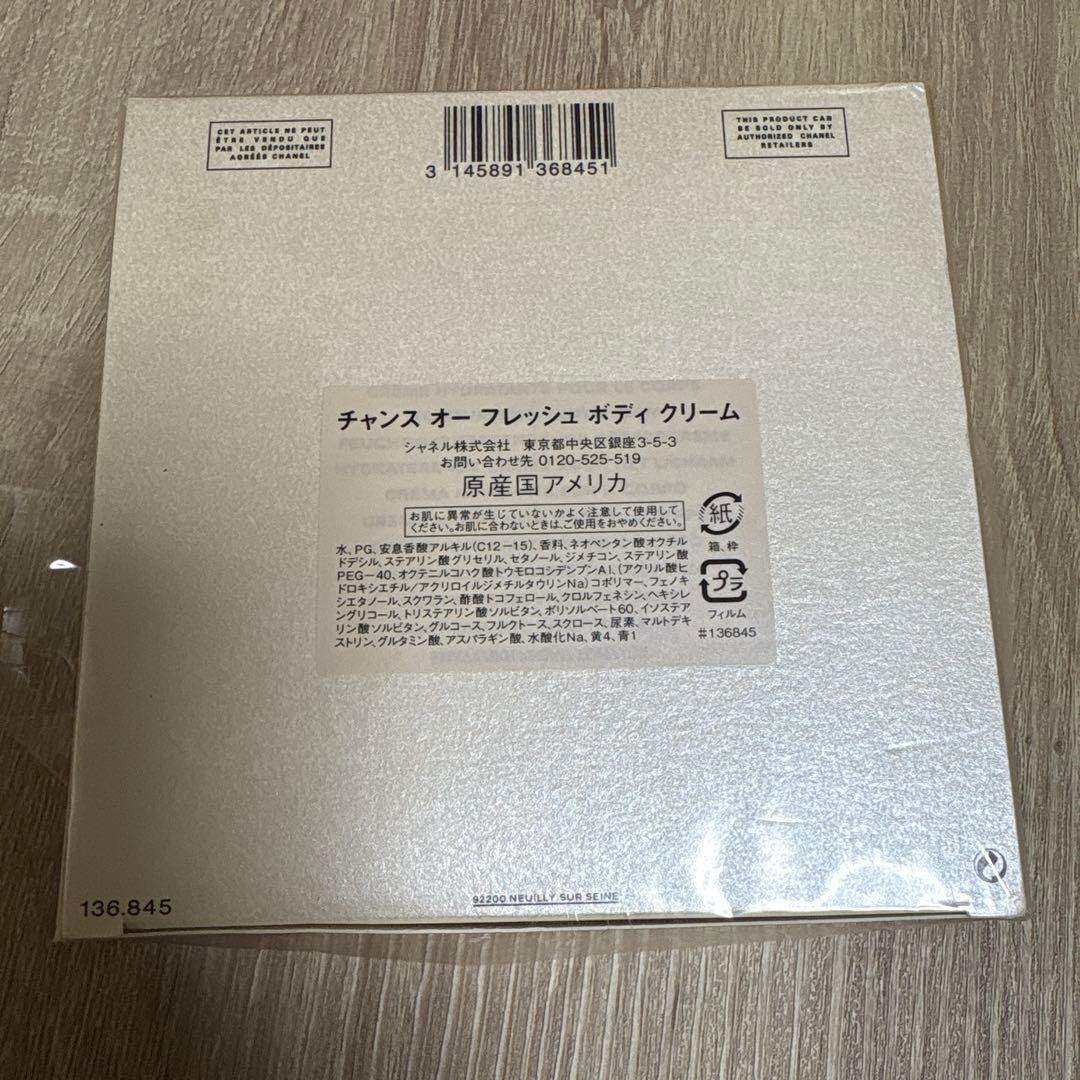 CET ARTICLE NE PEUT
ÊTRE VENDU QUE
PAR LES DÉPOSITAIRES
AGRÉÉS CHANEL
3 145891 368451
THIS PRODUCT CAN
BE SOLD ONLY BY
AUTHORIZED CHANEL
RETAILERS
チャンス オー フレッシュ ボディ クリーム
シャネル株式会社 東京都中央区銀座3-5-3
お問い合わせ先 0120-525-519
原産国アメリカ
お肌に異常が生じていないかよく注意して使用して
ください。お肌に合わないときは、ご使用をおやめください。
水、PG、安息香酸アルキル(C12-15)、香料、ネオペンタン酸オクチル
ドデシル、ステアリン酸グリセリル、セタノール、ジメチコン、ステアリン酸
PEG-40、オクテニルコハク酸トウモロコシデンプンAl、(アクリル酸ヒ
ドロキシエチル/アクリロイルジメチルタウリンNa)コポリマー、フェノキ
シエタノール、スクワラン、酢酸トコフェロール、クロルフェネシン、ヘキシレ
ングリコール、トリステアリン酸ソルビタン、ポリソルベート60、イソステア
リン酸ソルビタン、グルコース、フルクトース、スクロース、尿素、マルトデキ
ストリン、グルタミン酸、アスパラギン酸、水酸化Na、黄4、青1
紙
箱、枠
プラ
フィルム
#136845
136.845
92200 NEUILLY SUR SEINE